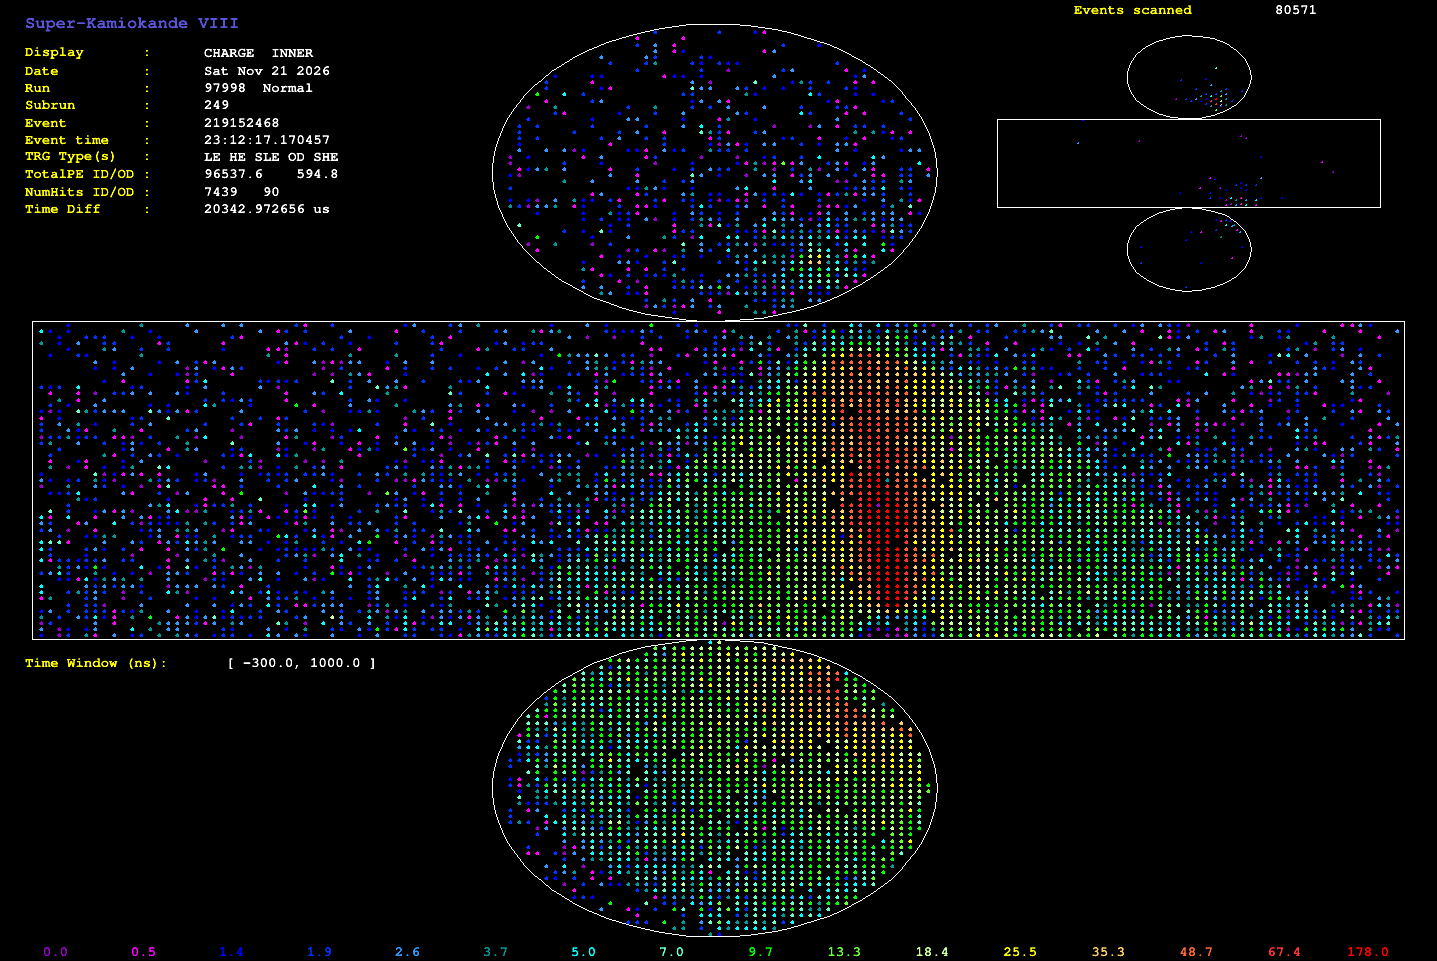 Super-Kamiokande VIII
Events scanned 80571
Display : CHARGE INNER
Date : Sat Nov 21 2026
Run : 97998 Normal
Subrun : 249
Event : 219152468
Event time : 23:12:17.170457
TRG Type(s) : LE HE SLE OD SHE
TotalPE ID/OD : 96537.6 594.8
NumHits ID/OD : 7439 90
Time Diff : 20342.972656 us
Time Window (ns): [ -300.0, 1000.0 ]
0.0 0.5 1.4 1.9 2.6 3.7 5.0 7.0 9.7 13.3 18.4 25.5 35.3 48.7 67.4 178.0